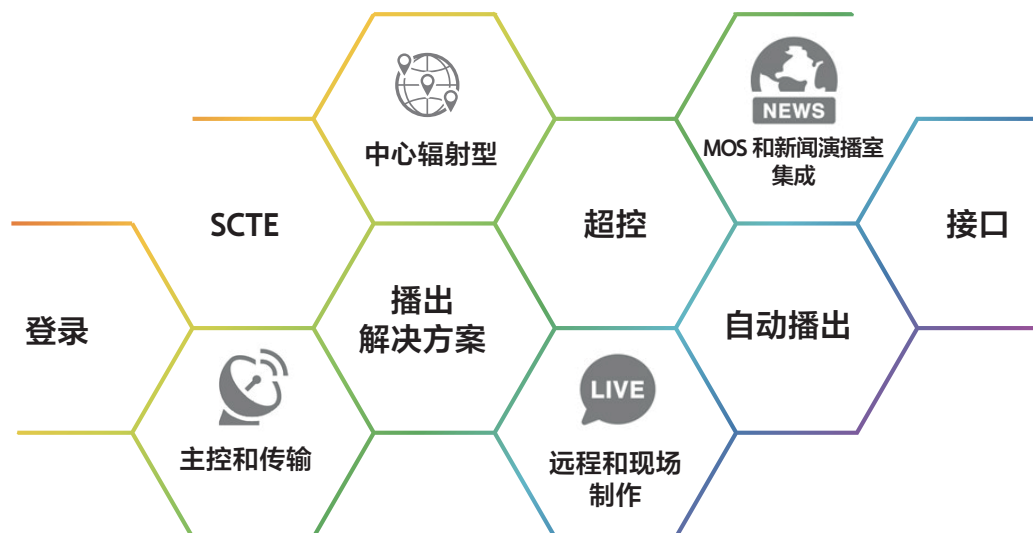 NEWS
中心辐射型
MOS 和新闻演播室
集成
SCTE
超控
接口
登录
播出
解决方案
自动播出
LIVE
主控和传输
远程和现场
制作